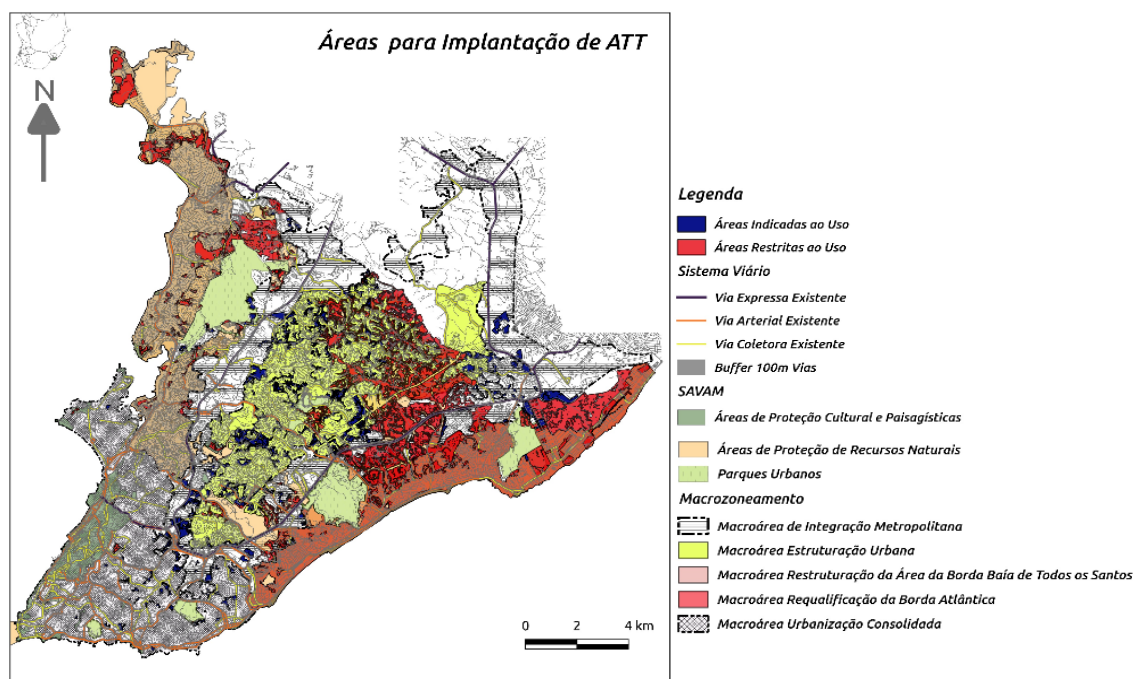 Áreas para Implantação de ATT
N
0 2 4 km
Legenda
Áreas Indicadas ao Uso
Áreas Restritas ao Uso
Sistema Viário
Via Expressa Existente
Via Arterial Existente
Via Coletora Existente
Buffer 100m Vias
SAVAM
Áreas de Proteção Cultural e Paisagísticas
Áreas de Proteção de Recursos Naturais
Parques Urbanos
Macrozoneamento
Macroárea de Integração Metropolitana
Macroárea Estruturação Urbana
Macroárea Restruturação da Área da Borda Baía de Todos os Santos
Macroárea Requalificação da Borda Atlântica
Macroárea Urbanização Consolidada